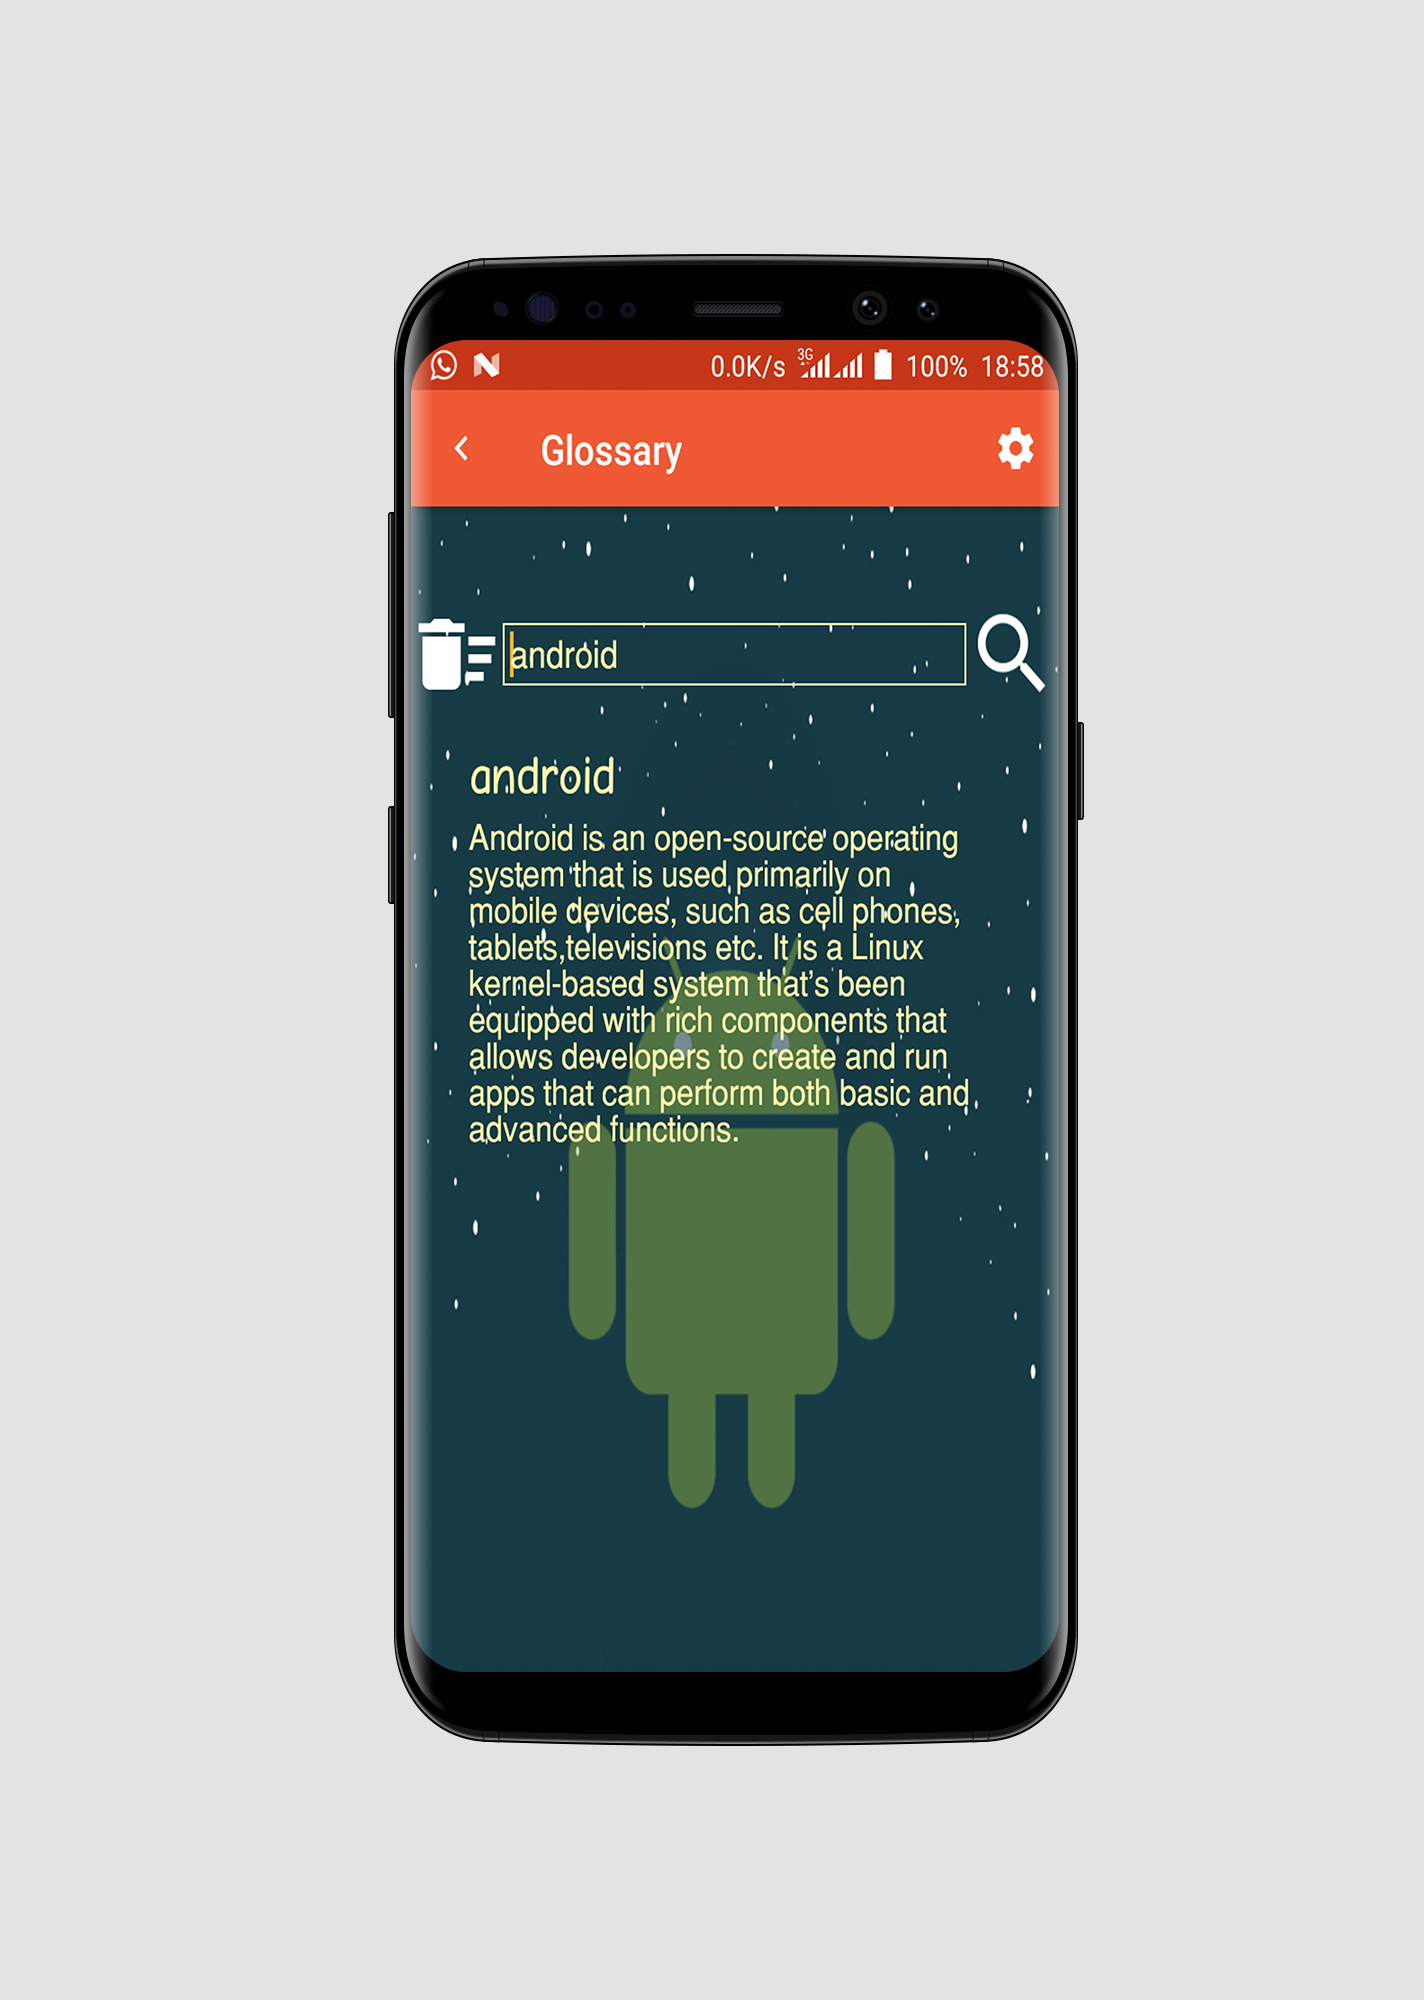 0.0K/s 3G 100% 18:58
Glossary
android
android
Android is an open-source operating
system that is used primarily on
mobile devices, such as cell phones,
tablets,televisions etc. It is a Linux
kernel-based system that's been
equipped with rich components that
allows developers to create and run
apps that can perform both basic and
advanced functions.